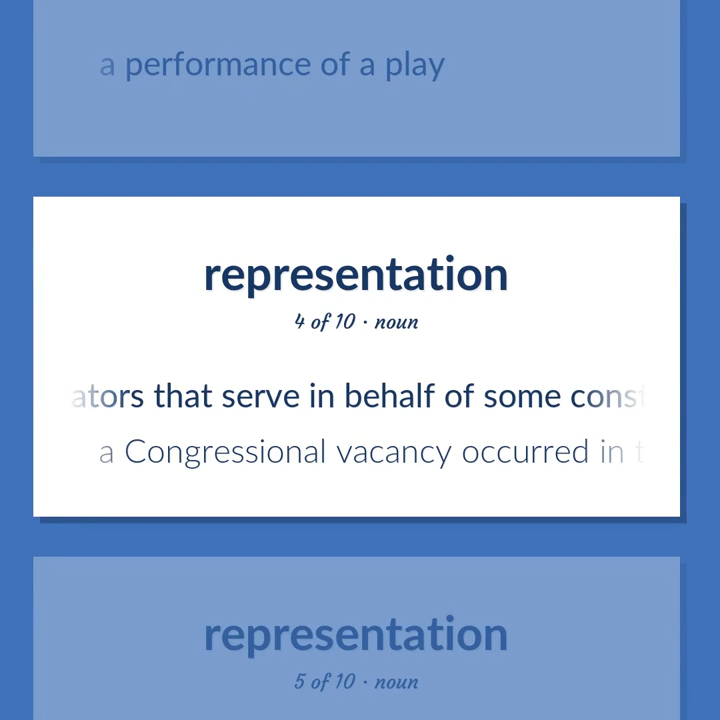 a performance of a play
representation
4 of 10 · noun
ators that serve in behalf of some const
a Congressional vacancy occurred in t
representation
5 of 10 · noun